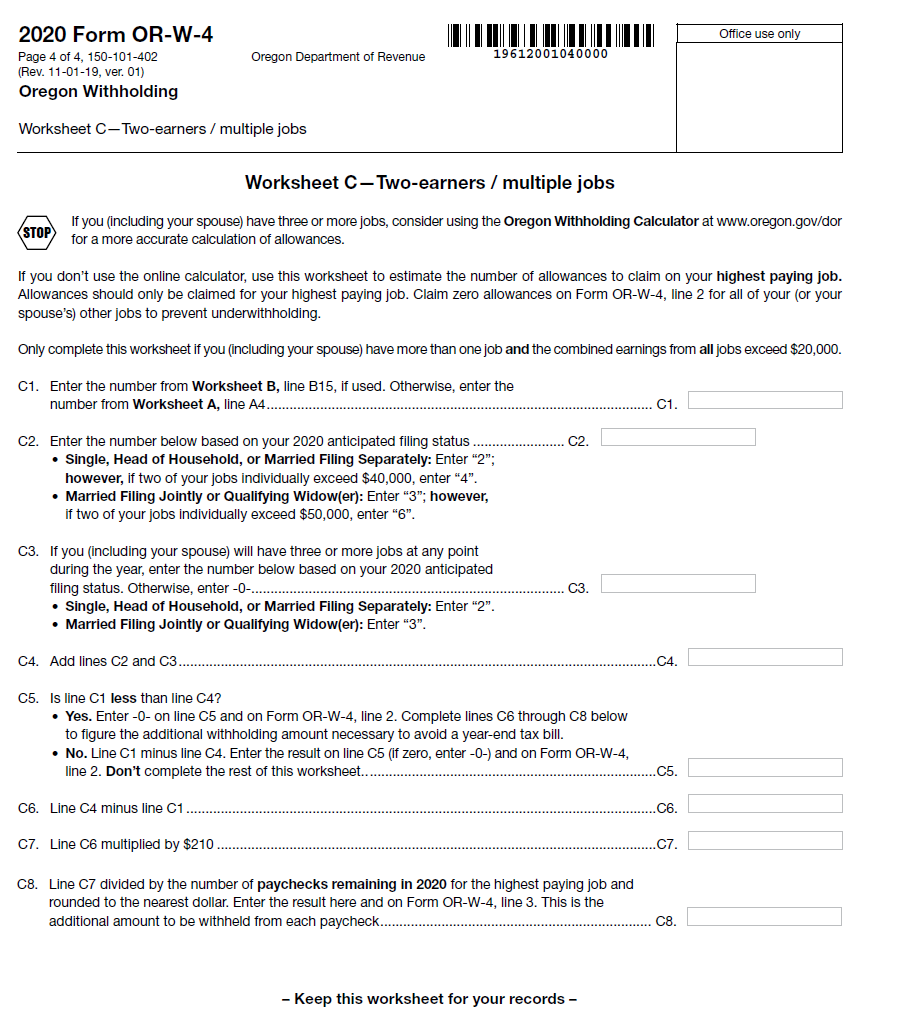 2020 Form OR-W-4
Page 4 of 4, 150-101-402
Oregon Department of Revenue
(Rev. 11-01-19, ver. 01)
19612001040000
Office use only
Oregon Withholding
Worksheet C—Two-earners / multiple jobs
Worksheet C—Two-earners / multiple jobs
STOP
If you (including your spouse) have three or more jobs, consider using the Oregon Withholding Calculator at www.oregon.gov/dor
for a more accurate calculation of allowances.
If you don't use the online calculator, use this worksheet to estimate the number of allowances to claim on your highest paying job.
Allowances should only be claimed for your highest paying job. Claim zero allowances on Form OR-W-4, line 2 for all of your (or your
spouse's) other jobs to prevent underwithholding.
Only complete this worksheet if you (including your spouse) have more than one job and the combined earnings from all jobs exceed $20,000.
C1. Enter the number from Worksheet B, line B15, if used. Otherwise, enter the
number from Worksheet A, line A4.................................................................................................... C1.
C2. Enter the number below based on your 2020 anticipated filing status ........................ C2.
• Single, Head of Household, or Married Filing Separately: Enter "2";
however, if two of your jobs individually exceed $40,000, enter "4".
• Married Filing Jointly or Qualifying Widow(er): Enter "3"; however,
if two of your jobs individually exceed $50,000, enter "6".
C3. If you (including your spouse) will have three or more jobs at any point
during the year, enter the number below based on your 2020 anticipated
filing status. Otherwise, enter -0-.................................................................................. C3.
• Single, Head of Household, or Married Filing Separately: Enter "2".
• Married Filing Jointly or Qualifying Widow(er): Enter "3".
C4. Add lines C2 and C3............................................................................................................................C4.
C5. Is line C1 less than line C4?
• Yes. Enter -0- on line C5 and on Form OR-W-4, line 2. Complete lines C6 through C8 below
to figure the additional withholding amount necessary to avoid a year-end tax bill.
• No. Line C1 minus line C4. Enter the result on line C5 (if zero, enter -0-) and on Form OR-W-4,
line 2. Don't complete the rest of this worksheet............................................................................C5.
C6. Line C4 minus line C1..........................................................................................................................C6.
C7. Line C6 multiplied by $210 ..................................................................................................................C7.
C8. Line C7 divided by the number of paychecks remaining in 2020 for the highest paying job and
rounded to the nearest dollar. Enter the result here and on Form OR-W-4, line 3. This is the
additional amount to be withheld from each paycheck...................................................................... C8.
– Keep this worksheet for your records –